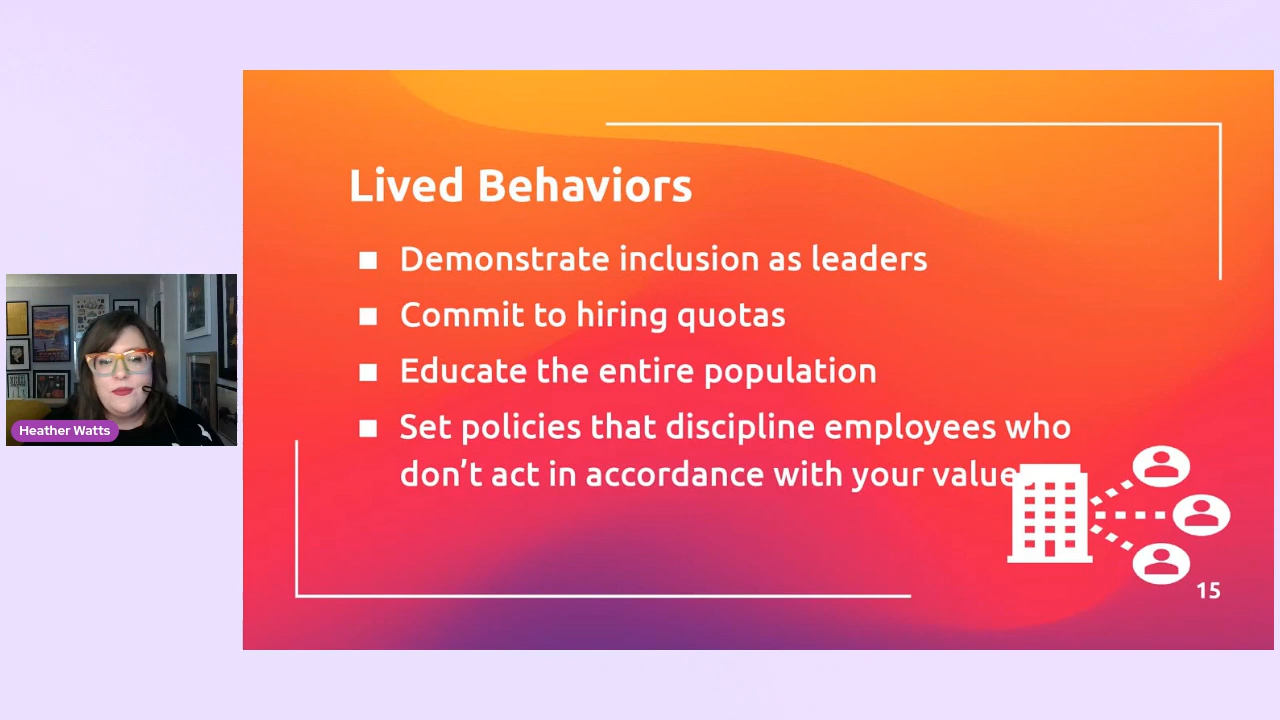 Lived Behaviors
Demonstrate inclusion as leaders
Commit to hiring quotas
Educate the entire population
Set policies that discipline employees who
don't act in accordance with your value
15
Heather Watts